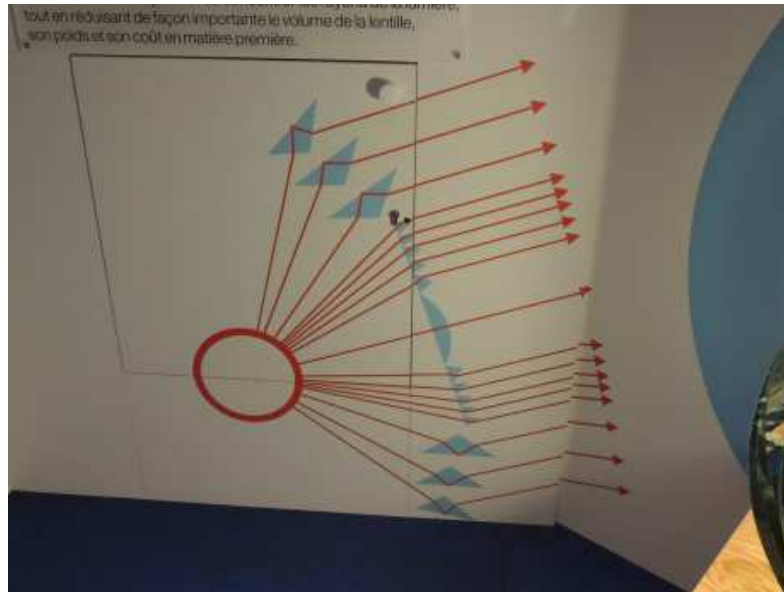 tout en réduisant de façon importante le volume de la lentille,
son poids et son coût en matière première.